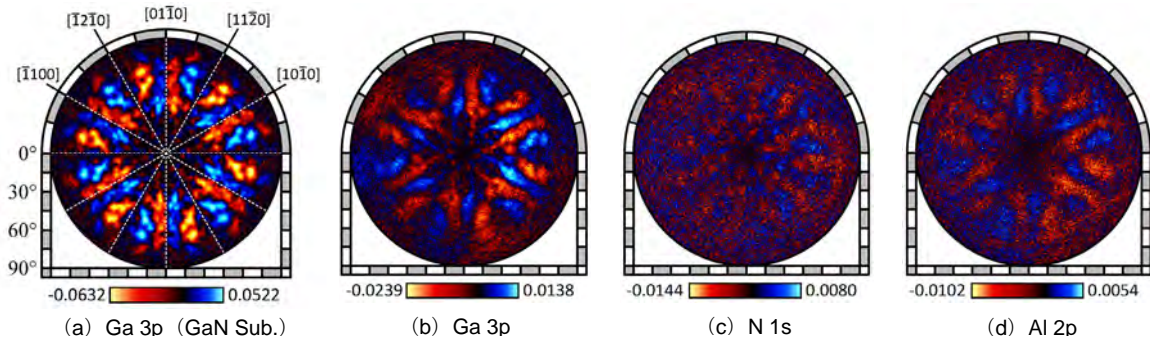 [1̅2̅10] [011̅0] [112̅0]
[1̅100] [101̅0]
0°
30°
60°
90°
-0.0632 0.0522 -0.0239 0.0138 -0.0144 0.0080 -0.0102 0.0054
(a) Ga 3p (GaN Sub.) (b) Ga 3p (c) N 1s (d) Al 2p